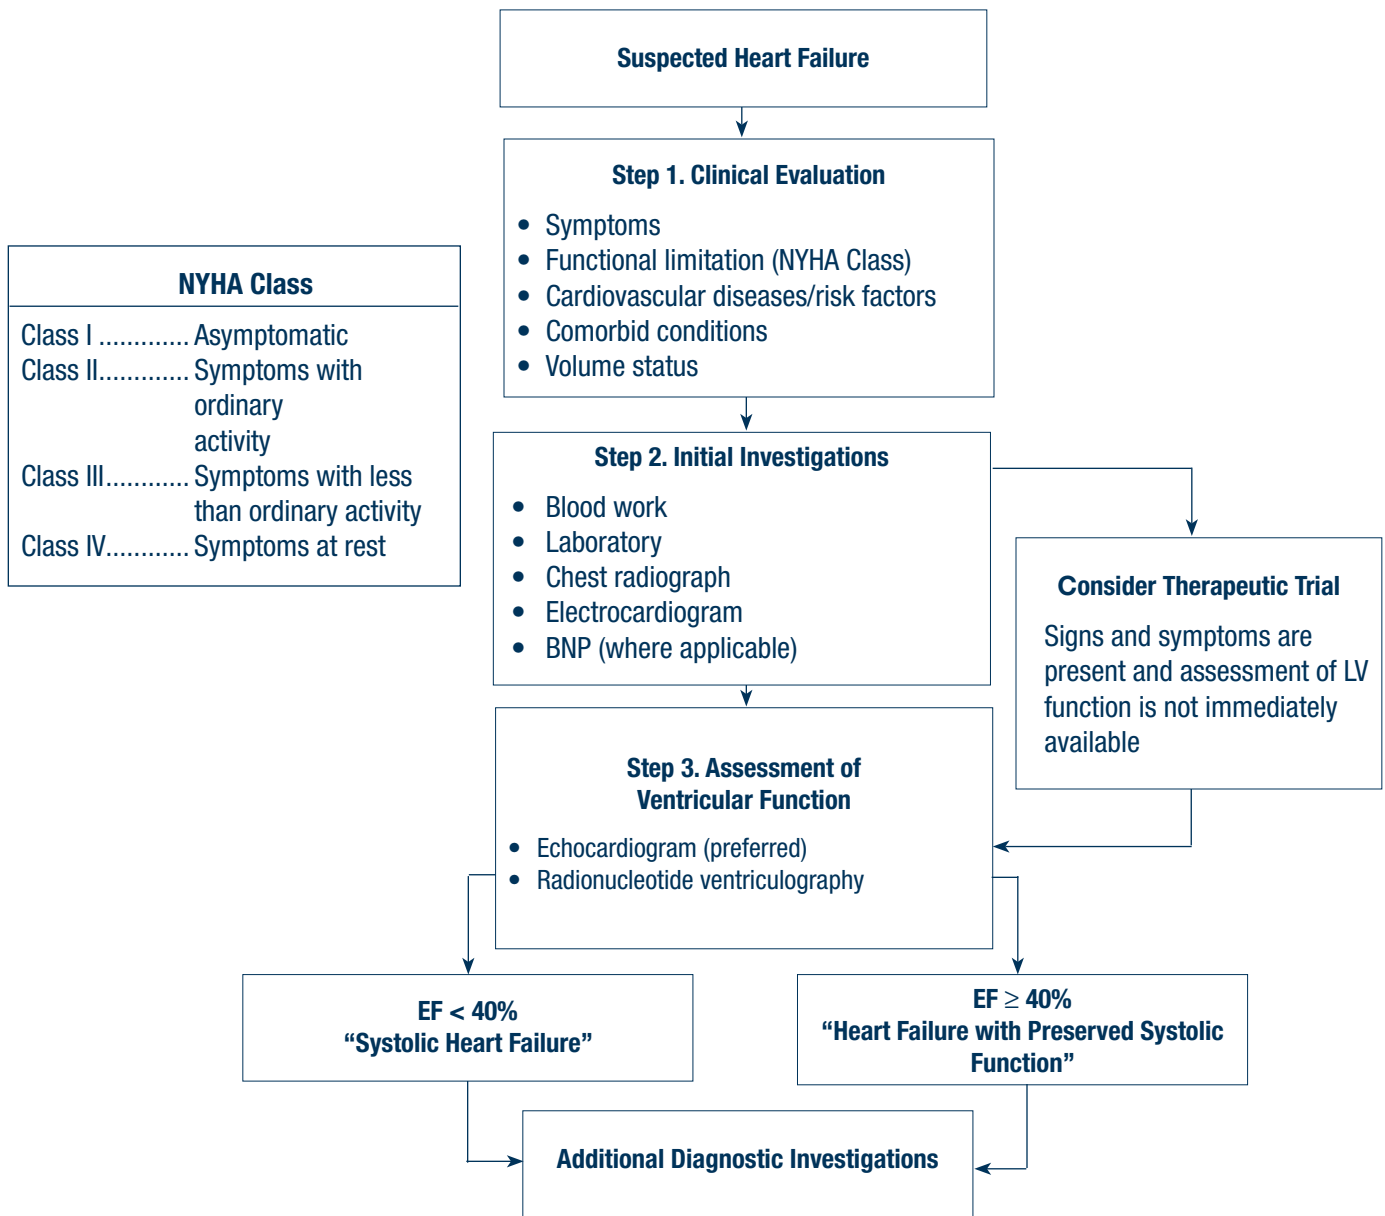 Suspected Heart Failure
Step 1. Clinical Evaluation
• Symptoms
• Functional limitation (NYHA Class)
• Cardiovascular diseases/risk factors
• Comorbid conditions
• Volume status
NYHA Class
Class I ............. Asymptomatic
Class II............. Symptoms with
ordinary
activity
Class III............ Symptoms with less
than ordinary activity
Class IV............ Symptoms at rest
Step 2. Initial Investigations
• Blood work
• Laboratory
• Chest radiograph
• Electrocardiogram
• BNP (where applicable)
Consider Therapeutic Trial
Signs and symptoms are
present and assessment of LV
function is not immediately
available
Step 3. Assessment of
Ventricular Function
• Echocardiogram (preferred)
• Radionucleotide ventriculography
EF < 40%
“Systolic Heart Failure”
EF ≥ 40%
“Heart Failure with Preserved Systolic
Function”
Additional Diagnostic Investigations